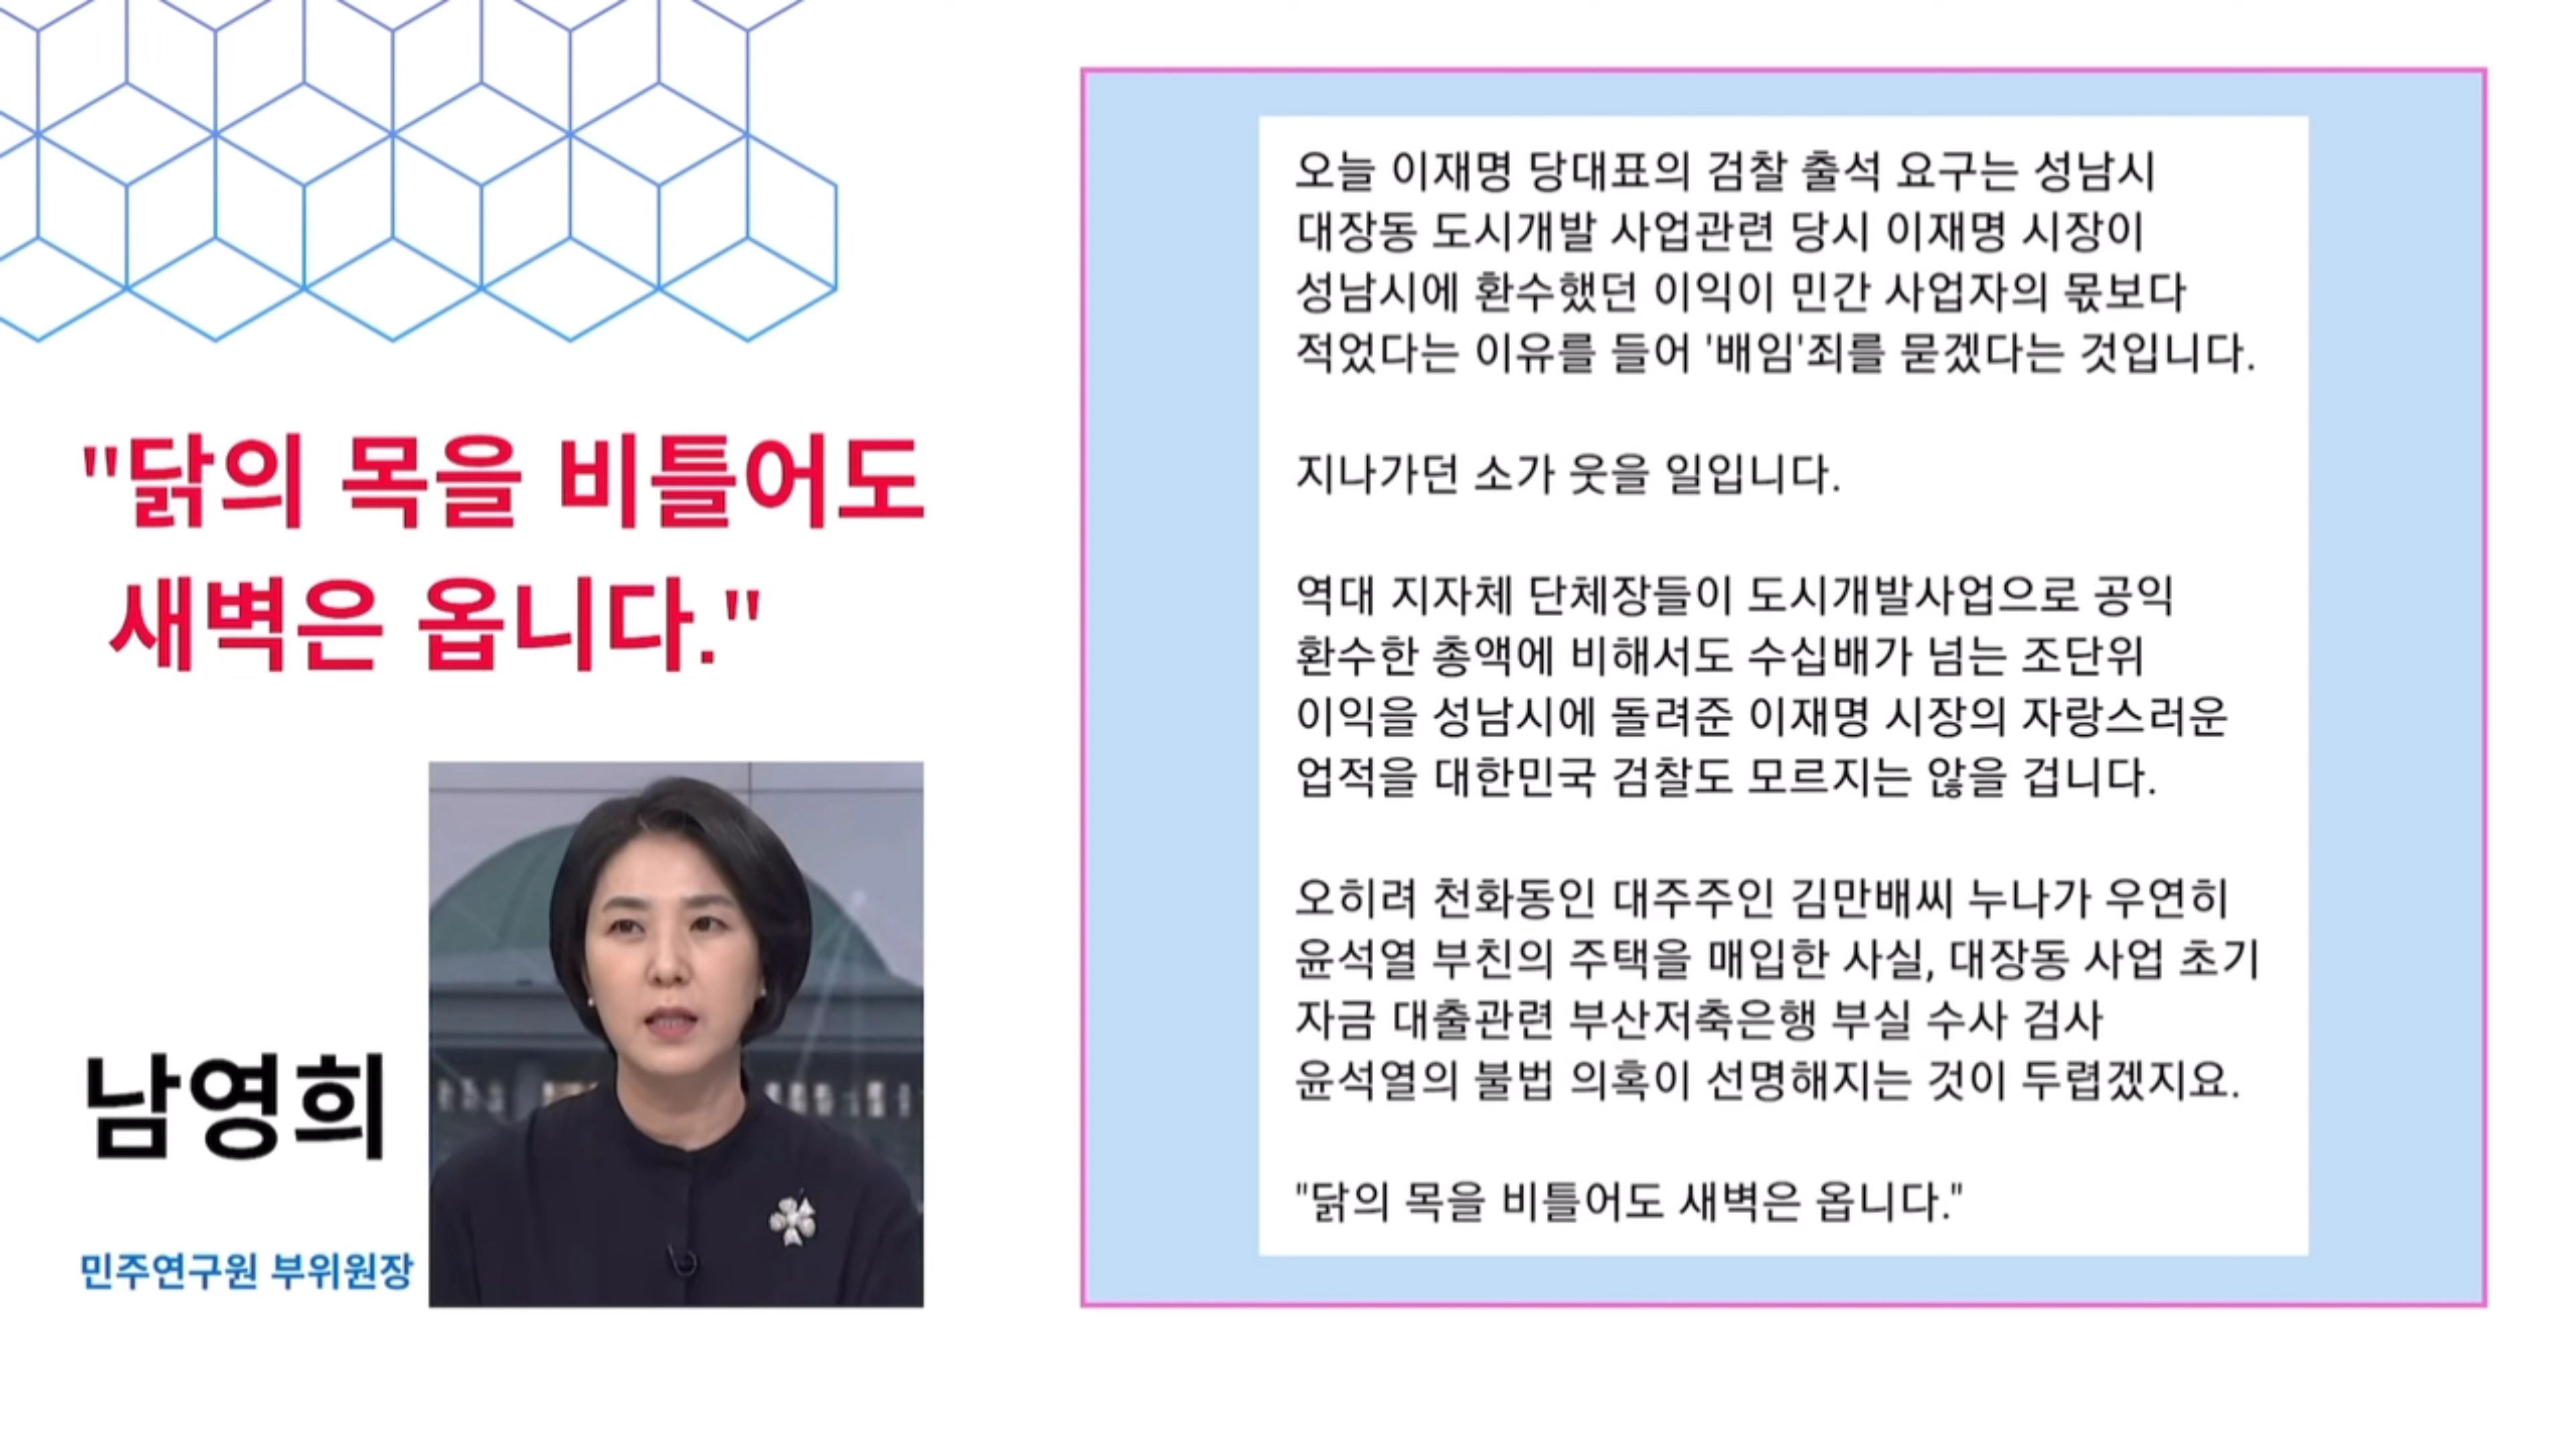 "닭의 목을 비틀어도
새벽은 옵니다."
남영희
민주연구원 부위원장
오늘 이재명 당대표의 검찰 출석 요구는 성남시
대장동 도시개발 사업관련 당시 이재명 시장이
성남시에 환수했던 이익이 민간 사업자의 몫보다
적었다는 이유를 들어 '배임'죄를 묻겠다는 것입니다.
지나가던 소가 웃을 일입니다.
역대 지자체 단체장들이 도시개발사업으로 공익
환수한 총액에 비해서도 수십배가 넘는 조단위
이익을 성남시에 돌려준 이재명 시장의 자랑스러운
업적을 대한민국 검찰도 모르지는 않을 겁니다.
오히려 천화동인 대주주인 김만배씨 누나가 우연히
윤석열 부친의 주택을 매입한 사실, 대장동 사업 초기
자금 대출관련 부산저축은행 부실 수사 검사
윤석열의 불법 의혹이 선명해지는 것이 두렵겠지요.
"닭의 목을 비틀어도 새벽은 옵니다."